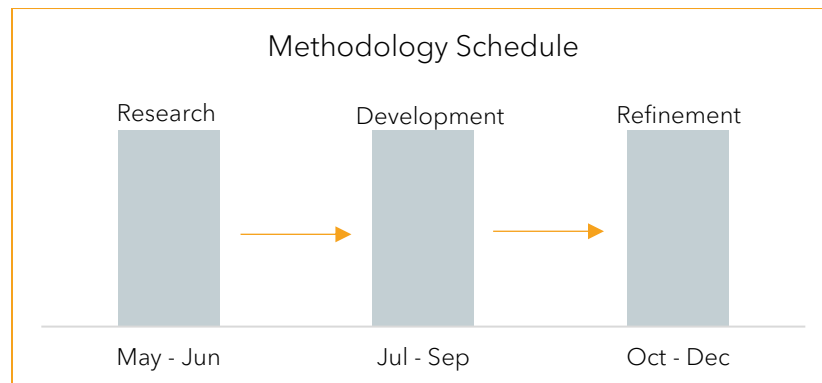 Methodology Schedule
Research
Development
Refinement
May - Jun
Jul - Sep
Oct - Dec